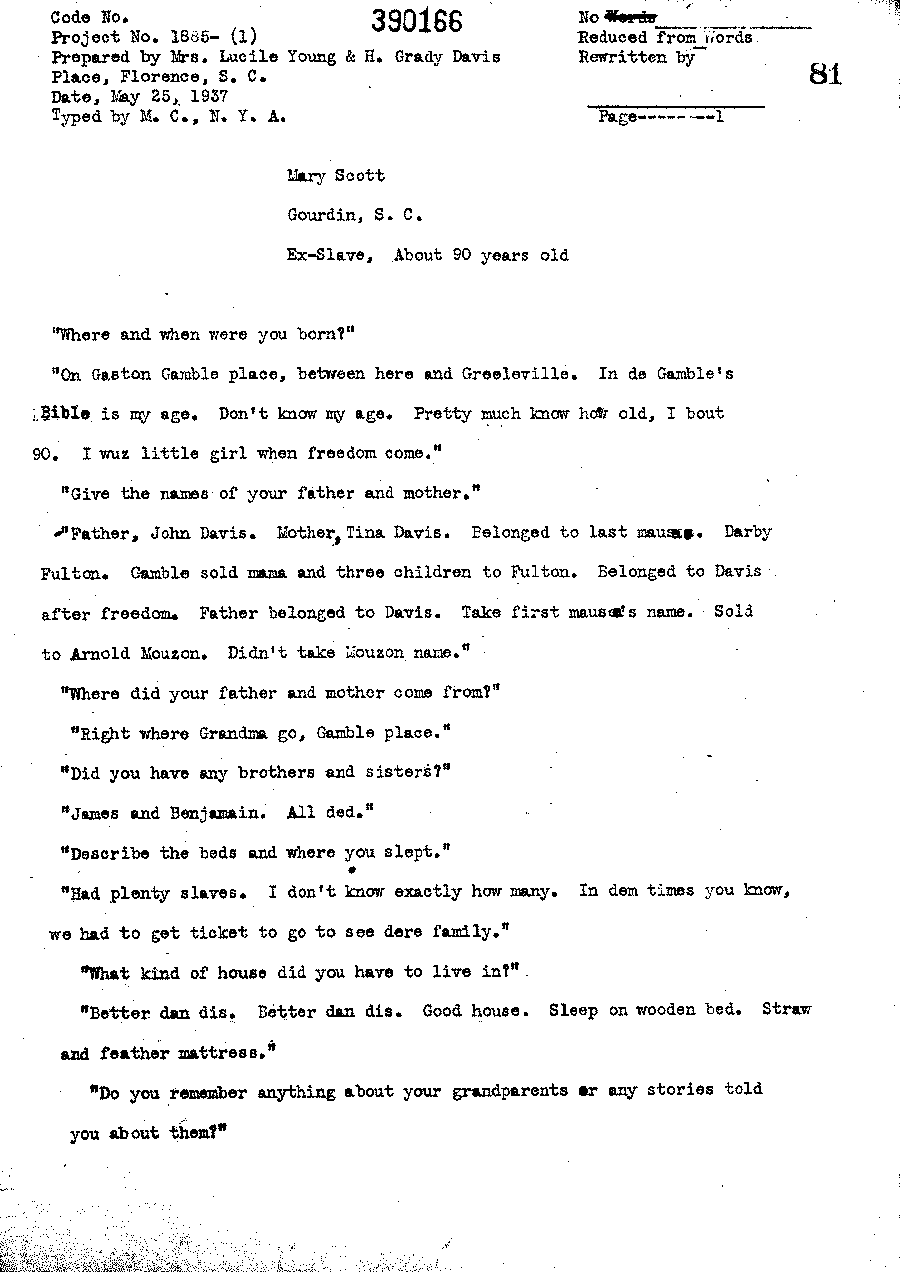 Code No.
390166
No Words
Project No. 1885- (1)
Reduced from Words
Prepared by Mrs. Lucile Young & H. Grady Davis
Rewritten by
Place, Florence, S. C.
81
Date, May 25, 1937
Typed by M. C., N. Y. A.
Page--------1
Mary Scott
Gourdin, S. C.
Ex-Slave, About 90 years old
"Where and when were you born?"
"On Gaston Gamble place, between here and Greeleville. In de Gamble's
Bible is my age. Don't know my age. Pretty much know how old, I bout
90. I wuz little girl when freedom come."
"Give the names of your father and mother."
"Father, John Davis. Mother, Tina Davis. Belonged to last mausa. Darby
Fulton. Gamble sold mama and three children to Fulton. Belonged to Davis
after freedom. Father belonged to Davis. Take first mausa's name. Sold
to Arnold Mouzon. Didn't take Mouzon name."
"Where did your father and mother come from?"
"Right where Grandma go, Gamble place."
"Did you have any brothers and sisters?"
"James and Benjamain. All ded."
"Describe the beds and where you slept."
"Had plenty slaves. I don't know exactly how many. In dem times you know,
we had to get ticket to go to see dere family."
"What kind of house did you have to live in?"
"Better dan dis. Better dan dis. Good house. Sleep on wooden bed. Straw
and feather mattress."
"Do you remember anything about your grandparents or any stories told
you about them?"